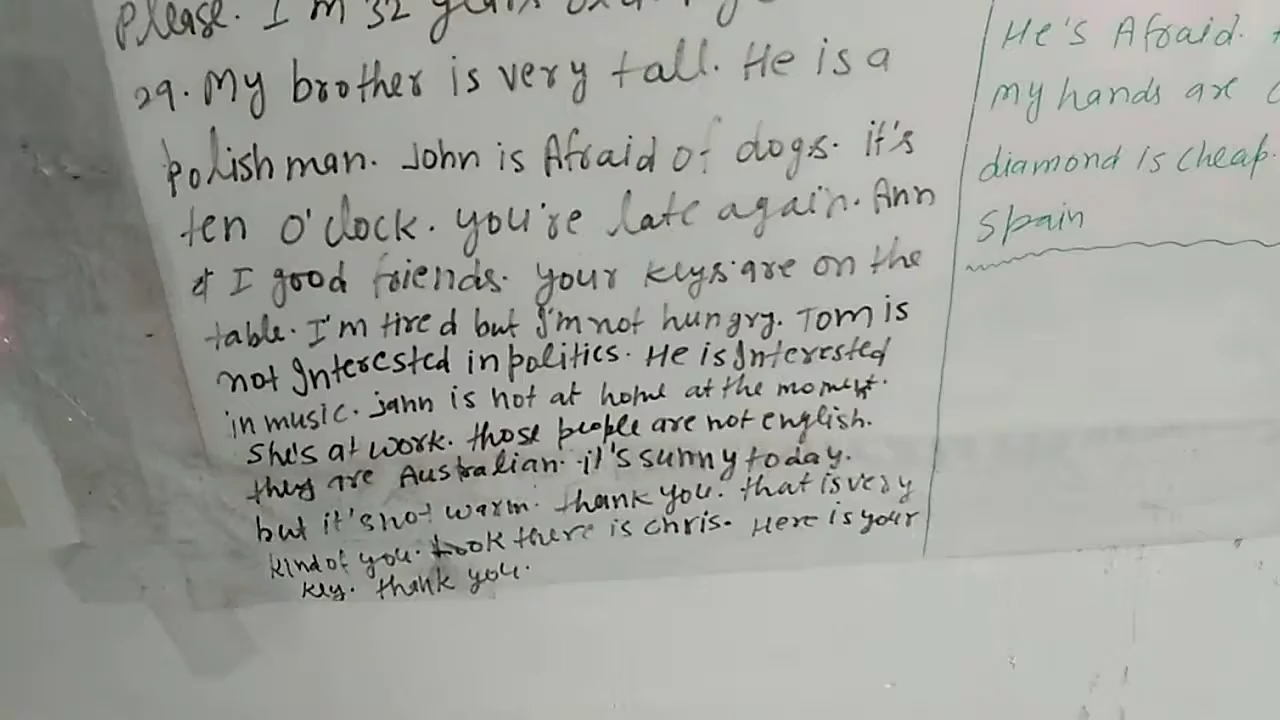 please. I'm 32 years
29. My brother is very tall. He is a
polish man. John is Afraid of dogs. it's
ten o'clock. you're late again. Ann
& I good friends. your keys are on the
table. I'm tired but I'm not hungry. Tom is
not Interested in politics. He is Interested
in music. jann is not at home at the moment.
she's at work. those people are not english.
they are Australian. it's sunny today.
but it's not warm. thank you. that is very
kind of you. look there is chris. Here is your
key. thank you.
He's Afraid.
my hands are
diamond is cheap.
spain